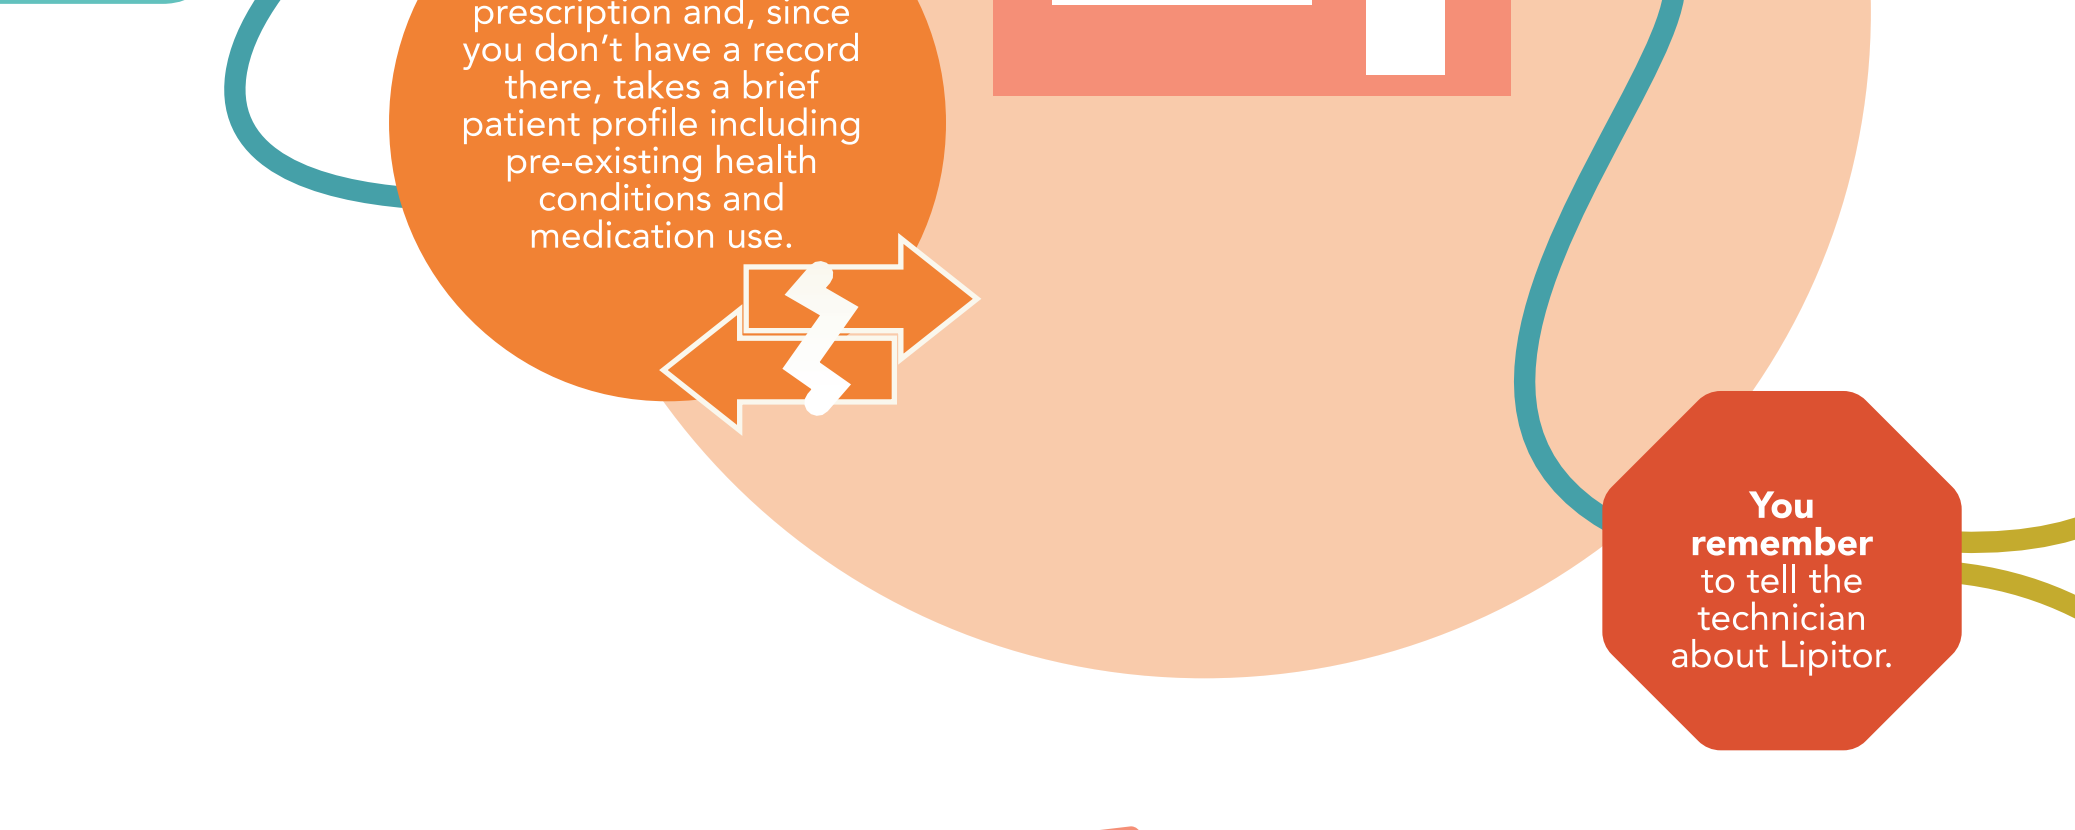 prescription and, since
you don’t have a record
there, takes a brief
patient profile including
pre-existing health
conditions and
medication use.
You
remember
to tell the
technician
about Lipitor.